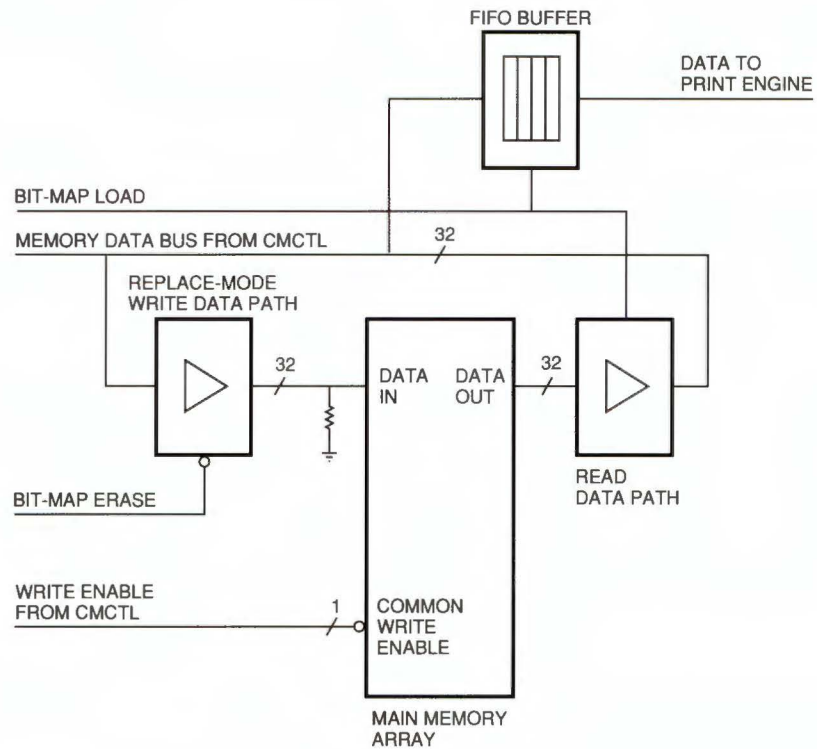 FIFO BUFFER
DATA TO
PRINT ENGINE
BIT-MAP LOAD
MEMORY DATA BUS FROM CMCTL
32
REPLACE-MODE
WRITE DATA PATH
32
DATA
IN
DATA
OUT
32
READ
DATA PATH
BIT-MAP ERASE
WRITE ENABLE
FROM CMCTL
1
COMMON
WRITE
ENABLE
MAIN MEMORY
ARRAY